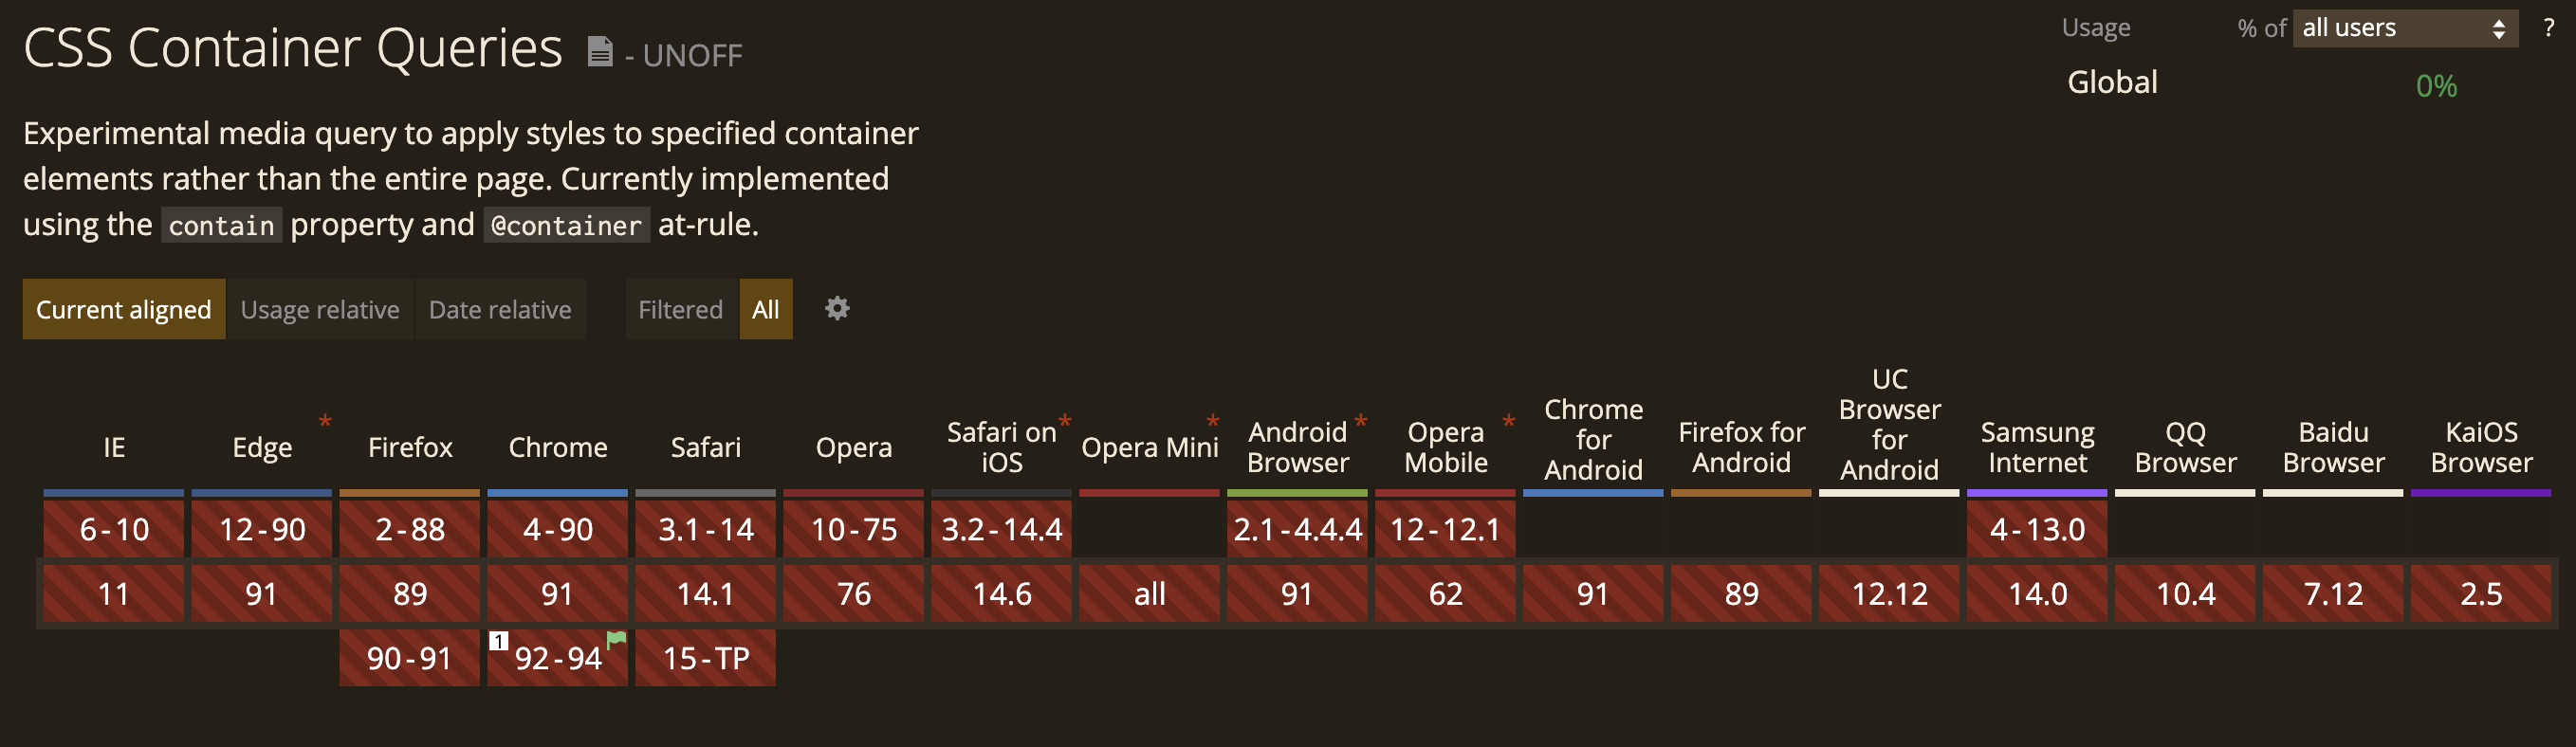 CSS Container Queries - UNOFF
Usage % of all users ?
Global 0%
Experimental media query to apply styles to specified container
elements rather than the entire page. Currently implemented
using the contain property and @container at-rule.
Current aligned Usage relative Date relative Filtered All
IE
Edge *
Firefox
Chrome
Safari
Opera
Safari on *
iOS
Opera Mini *
Android *
Browser
Opera *
Mobile
Chrome
for
Android
Firefox for
Android
UC
Browser
for
Android
Samsung
Internet
QQ
Browser
Baidu
Browser
KaiOS
Browser
6-10 12-90 2-88 4-90 3.1-14 10-75 3.2-14.4 2.1-4.4.4 12-12.1 4-13.0
11 91 89 91 14.1 76 14.6 all 91 62 91 89 12.12 14.0 10.4 7.12 2.5
90-91 1 92-94 15-TP